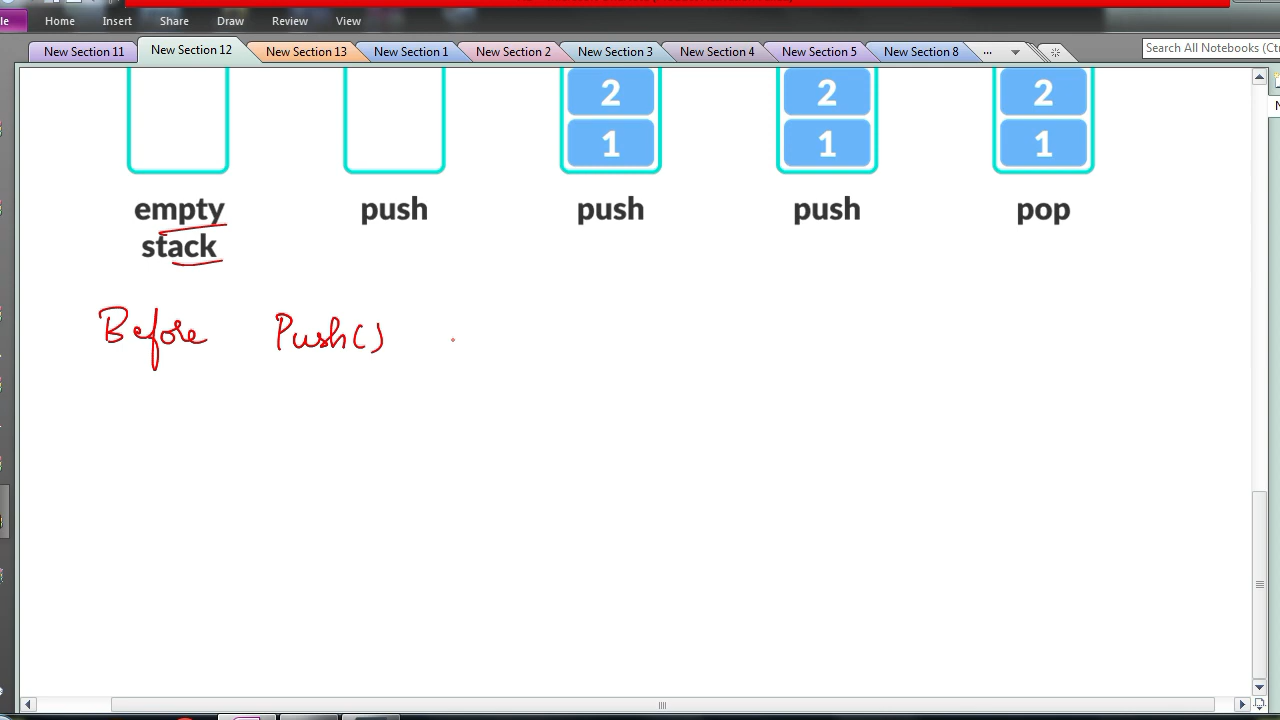 Home Insert Share Draw Review View
New Section 11 New Section 12 New Section 13 New Section 1 New Section 2 New Section 3 New Section 4 New Section 5 New Section 8 ... Search All Notebooks (Ctr
2 2 2
1 1 1
empty push push push pop
stack
Before Push()